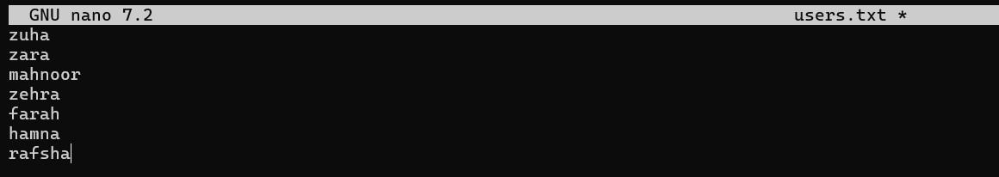 GNU nano 7.2 users.txt *
zuha
zara
mahnoor
zehra
farah
hamna
rafsha